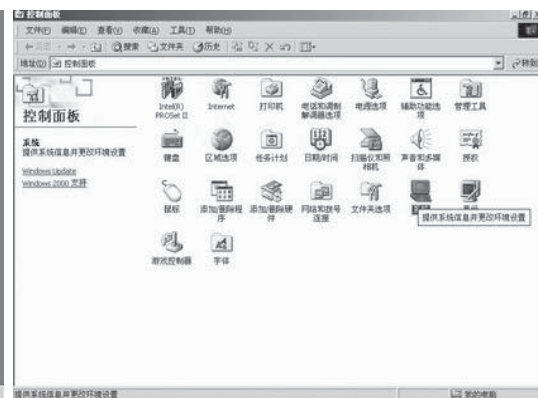 控制面板
文件(F) 编辑(E) 查看(V) 收藏(A) 工具(T) 帮助(H)
搜索 文件夹 历史
地址(D) 控制面板 转到
控制面板
系统
提供系统信息并更改环境设置
Windows Update
Windows 2000 支持
Intel(R) PROSet II
Internet
打印机
电话和调制解调器选项
电源选项
辅助功能选项
管理工具
键盘
区域选项
任务计划
日期/时间
扫描仪和照相机
声音和多媒体
授权
鼠标
添加/删除程序
添加/删除硬件
网络和拨号连接
文件夹选项
提供系统信息并更改环境设置
游戏控制器
字体
提供系统信息并更改环境设置
我的电脑